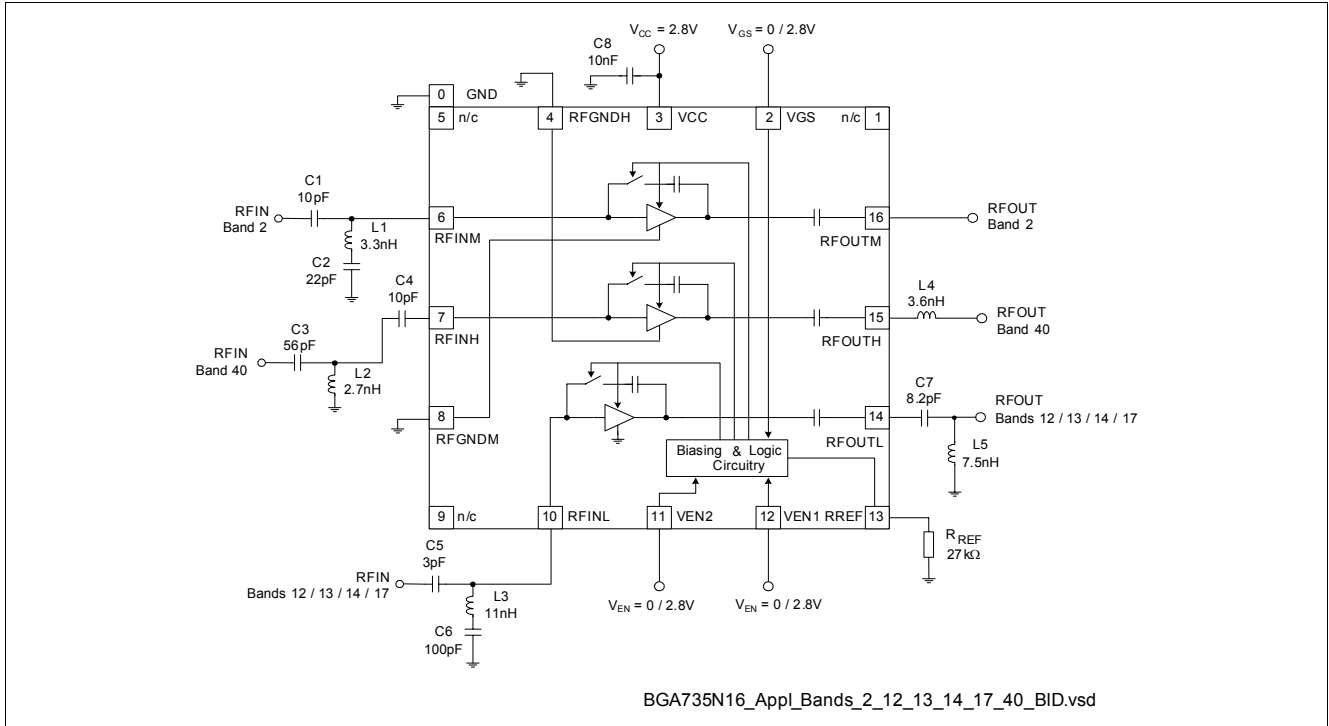 V_CC = 2.8V
V_GS = 0 / 2.8V
C8
10nF
0 GND
5 n/c
4 RFGNDH
3 VCC
2 VGS
n/c 1
C1
10pF
RFIN
Band 2
L1
3.3nH
C2
22pF
6
RFINM
16
RFOUTM
RFOUT
Band 2
C4
10pF
7
RFINH
C3
56pF
RFIN
Band 40
L2
2.7nH
15
RFOUTH
L4
3.6nH
RFOUT
Band 40
8
RFGNDM
14
RFOUTL
C7
8.2pF
RFOUT
Bands 12 / 13 / 14 / 17
L5
7.5nH
Biasing & Logic
Circuitry
9 n/c
10 RFINL
11 VEN2
12 VEN1
RREF 13
R_REF
27kΩ
C5
3pF
RFIN
Bands 12 / 13 / 14 / 17
L3
11nH
C6
100pF
V_EN = 0 / 2.8V
V_EN = 0 / 2.8V
BGA735N16_Appl_Bands_2_12_13_14_17_40_BID.vsd